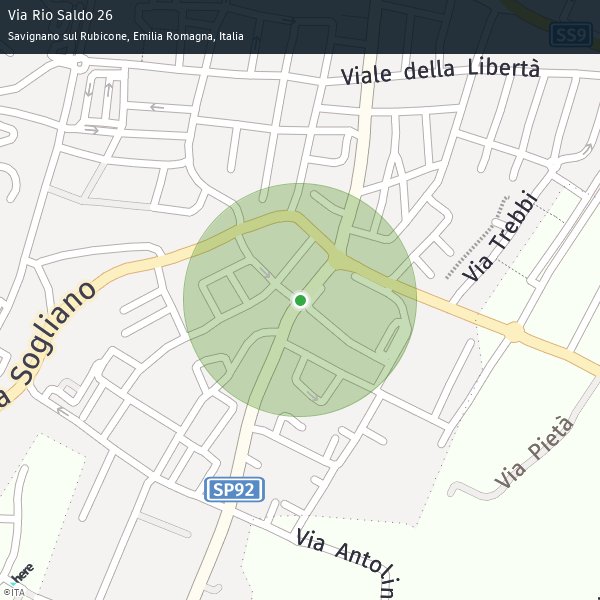 Via Rio Saldo 26
Savignano sul Rubicone, Emilia Romagna, Italia
SS9
Viale della Libertà
Via Trebbi
a Sogliano
Via Pietà
SP92
Via Antolin
here
©ITA